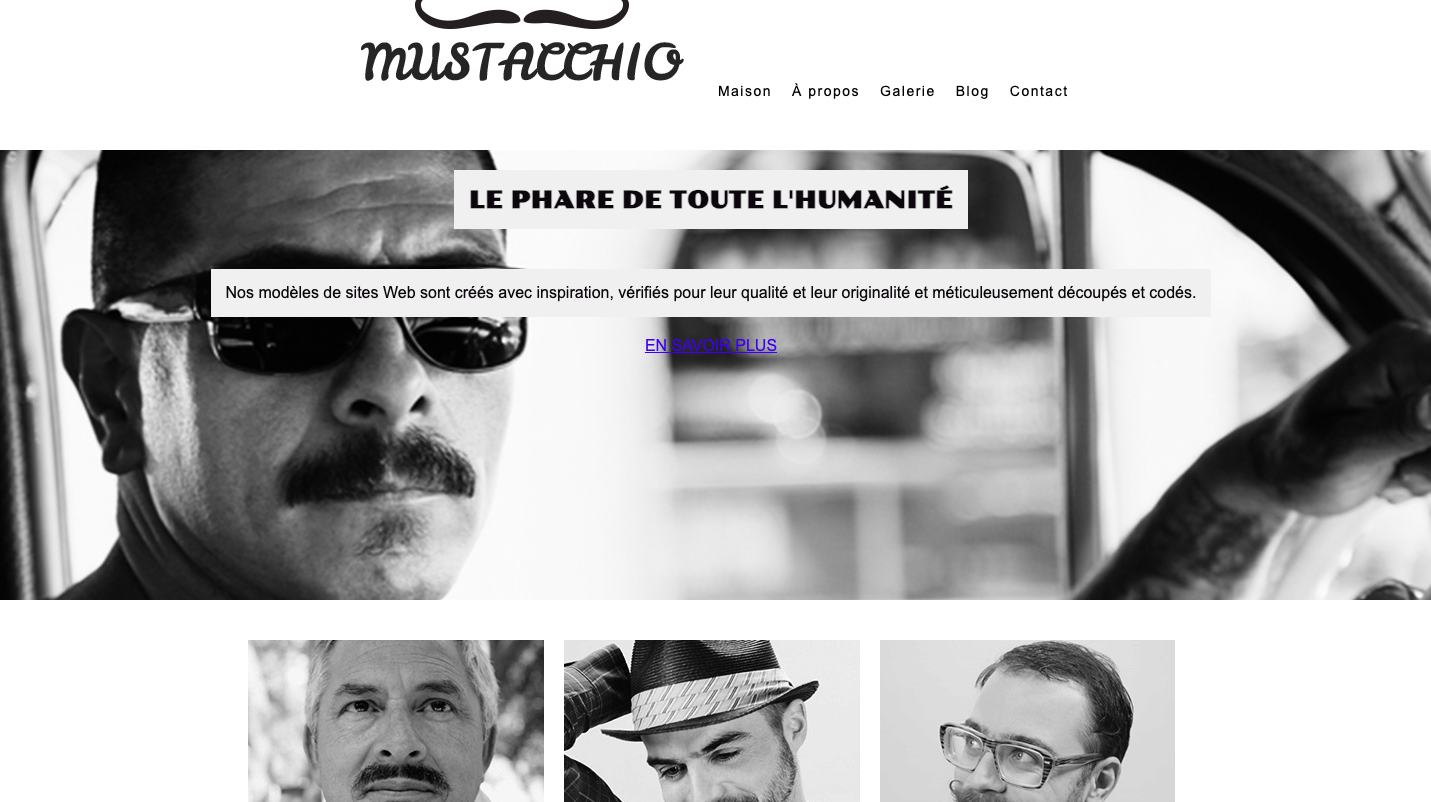 MUSTACCHIO
Maison À propos Galerie Blog Contact
LE PHARE DE TOUTE L'HUMANITÉ
Nos modèles de sites Web sont créés avec inspiration, vérifiés pour leur qualité et leur originalité et méticuleusement découpés et codés.
EN SAVOIR PLUS